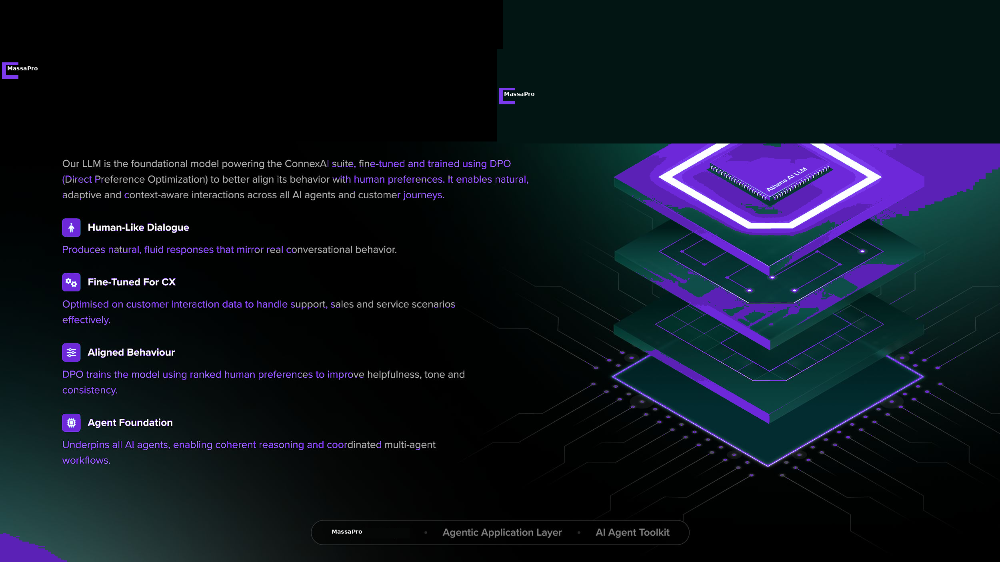 MassaPro
MassaPro
Our LLM is the foundational model powering the ConnexAI suite, fine-tuned and trained using DPO
(Direct Preference Optimization) to better align its behavior with human preferences. It enables natural,
adaptive and context-aware interactions across all AI agents and customer journeys.
Human-Like Dialogue
Produces natural, fluid responses that mirror real conversational behavior.
Fine-Tuned For CX
Optimised on customer interaction data to handle support, sales and service scenarios
effectively.
Aligned Behaviour
DPO trains the model using ranked human preferences to improve helpfulness, tone and
consistency.
Agent Foundation
Underpins all AI agents, enabling coherent reasoning and coordinated multi-agent
workflows.
Athena AI LLM
MassaPro • Agentic Application Layer • AI Agent Toolkit